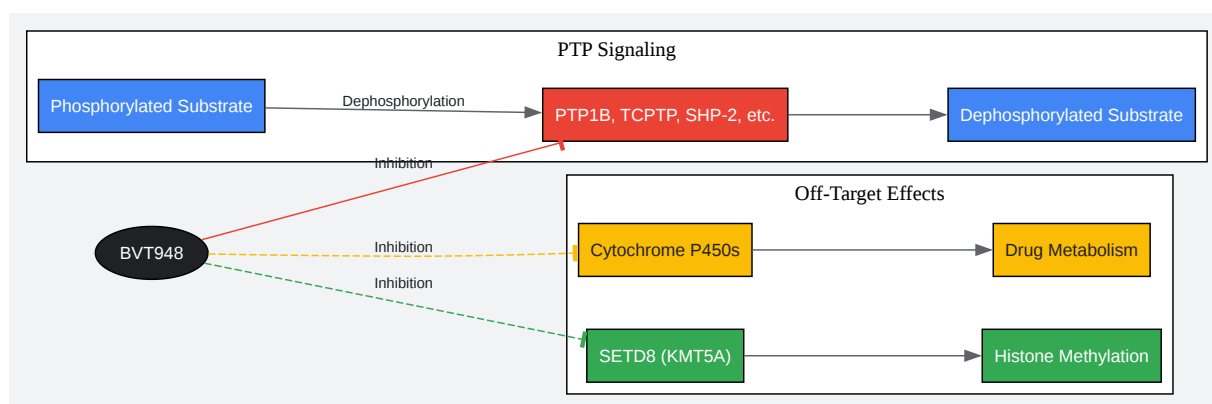 PTP Signaling
Phosphorylated Substrate
Dephosphorylation
PTP1B, TCPTP, SHP-2, etc.
Dephosphorylated Substrate
Inhibition
Off-Target Effects
BVT948
Inhibition
Cytochrome P450s
Drug Metabolism
Inhibition
SETD8 (KMT5A)
Histone Methylation